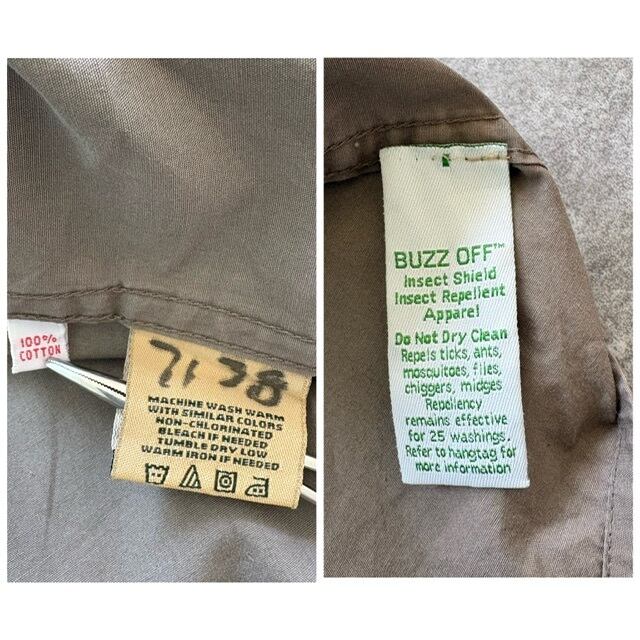 100%
COTTON
7138
MACHINE WASH WARM
WITH SIMILAR COLORS
NON-CHLORINATED
BLEACH IF NEEDED
TUMBLE DRY LOW
WARM IRON IF NEEDED
BUZZ OFF™
Insect Shield
Insect Repellent
Apparel
Do Not Dry Clean
Repels ticks, ants,
mosquitoes, flies,
chiggers, midges
Repellency
remains effective
for 25 washings.
Refer to hangtag for
more information